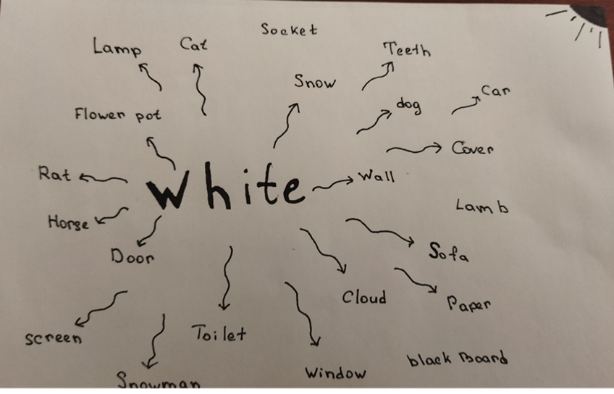 Socket
Lamp
Cat
Teeth
Snow
Car
dog
Flower pot
Cover
Rat
White
Wall
Lamb
Horse
Door
Sofa
Cloud
Paper
Screen
Toilet
black Board
Window
Snowman